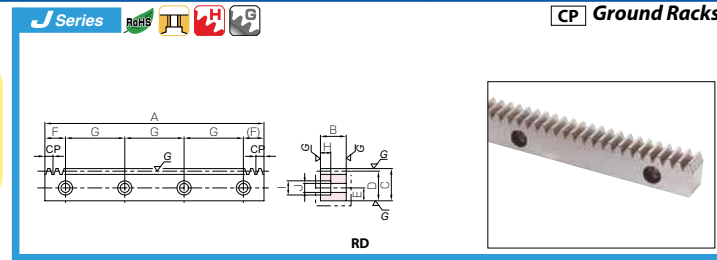 J Series
RoHS
H
G
CP Ground Racks
A
F G G G (F)
CP CP
G
B
H
G G
I J E D C
G G
RD